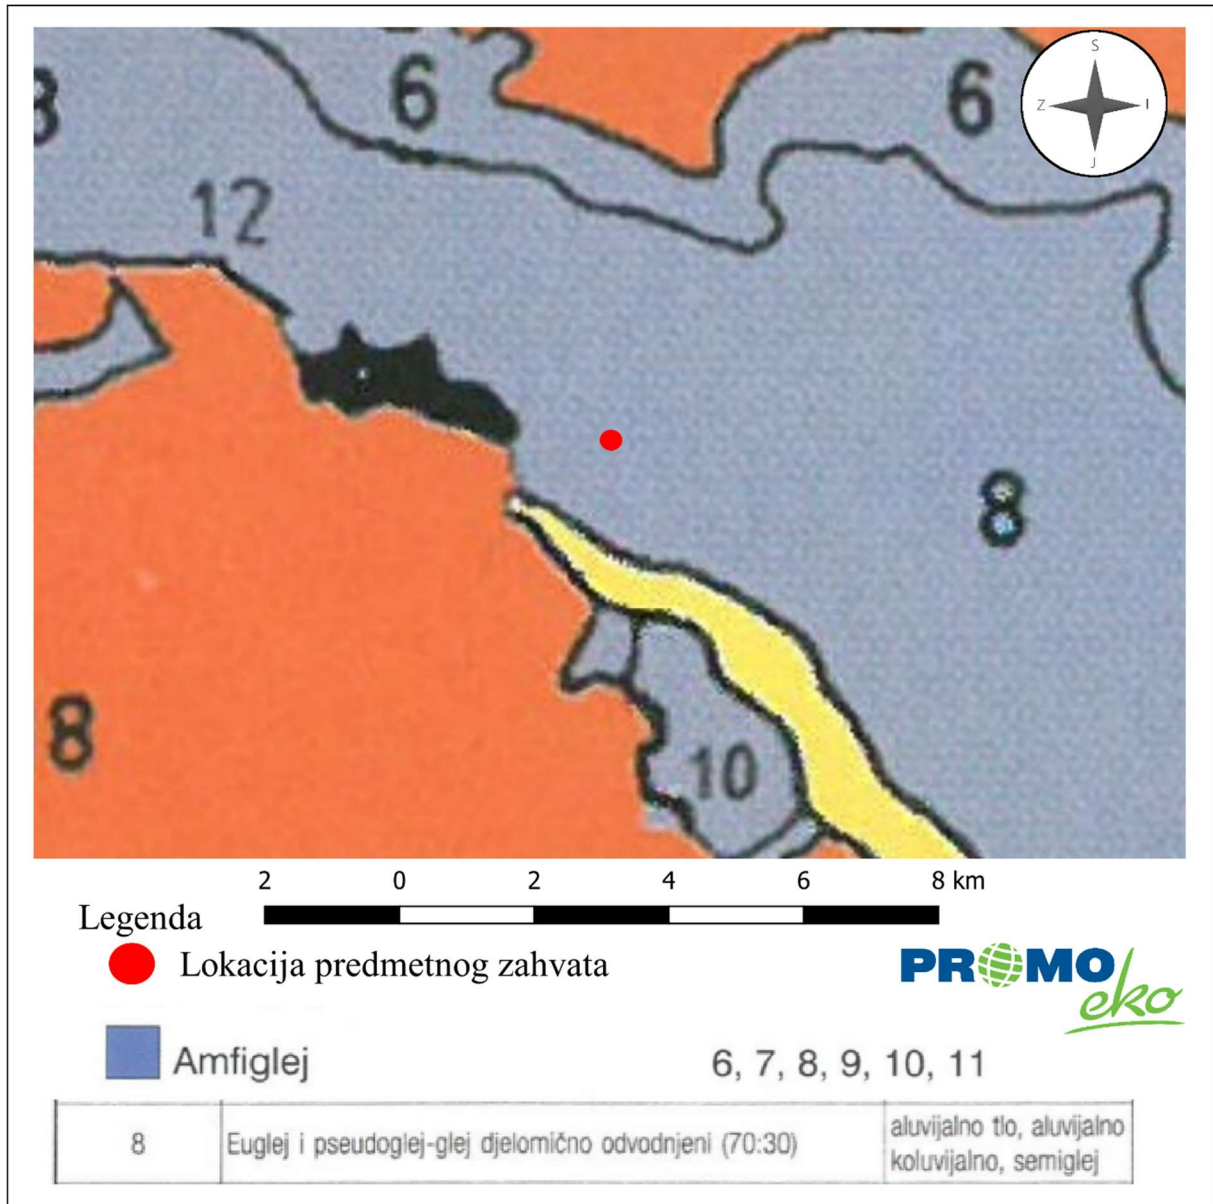 S
6
6
8
Z
I
J
12
8
8
10
2 0 2 4 6 8 km
Legenda
Lokacija predmetnog zahvata
PROMO
eko
Amfiglej 6, 7, 8, 9, 10, 11
8 Euglej i pseudoglej-glej djelomično odvodnjeni (70:30) aluvijalno tlo, aluvijalno
koluvijalno, semiglej